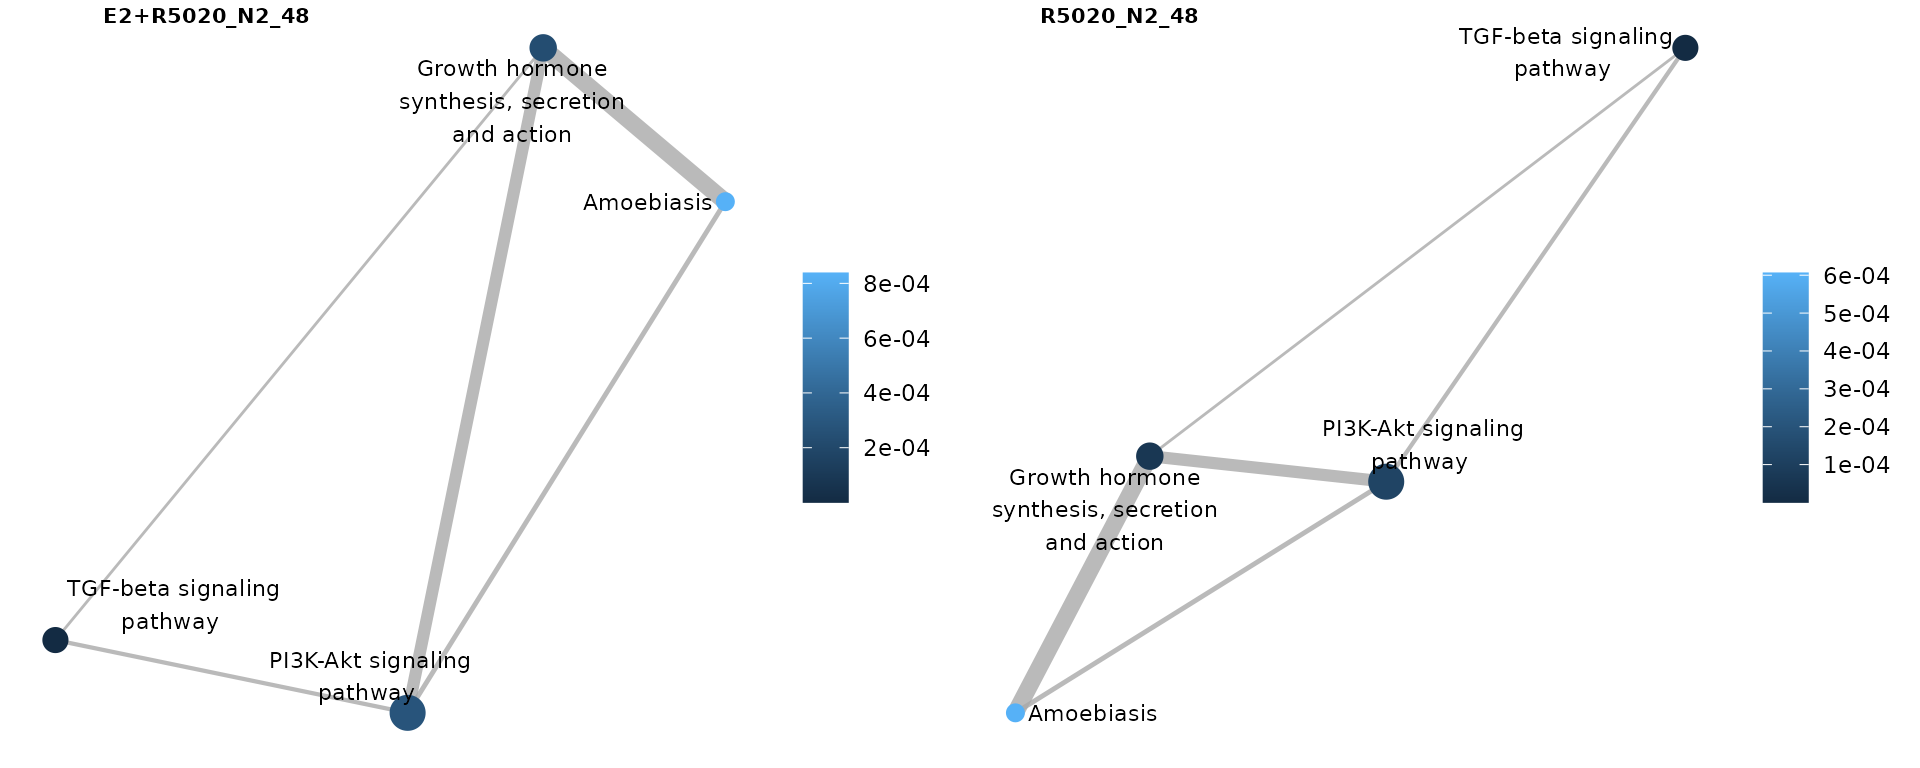 E2+R5020_N2_48
Growth hormone
synthesis, secretion
and action
Amoebiasis
8e-04
6e-04
4e-04
2e-04
TGF-beta signaling
pathway
PI3K-Akt signaling
pathway
R5020_N2_48
TGF-beta signaling
pathway
6e-04
5e-04
4e-04
3e-04
2e-04
1e-04
PI3K-Akt signaling
pathway
Growth hormone
synthesis, secretion
and action
Amoebiasis